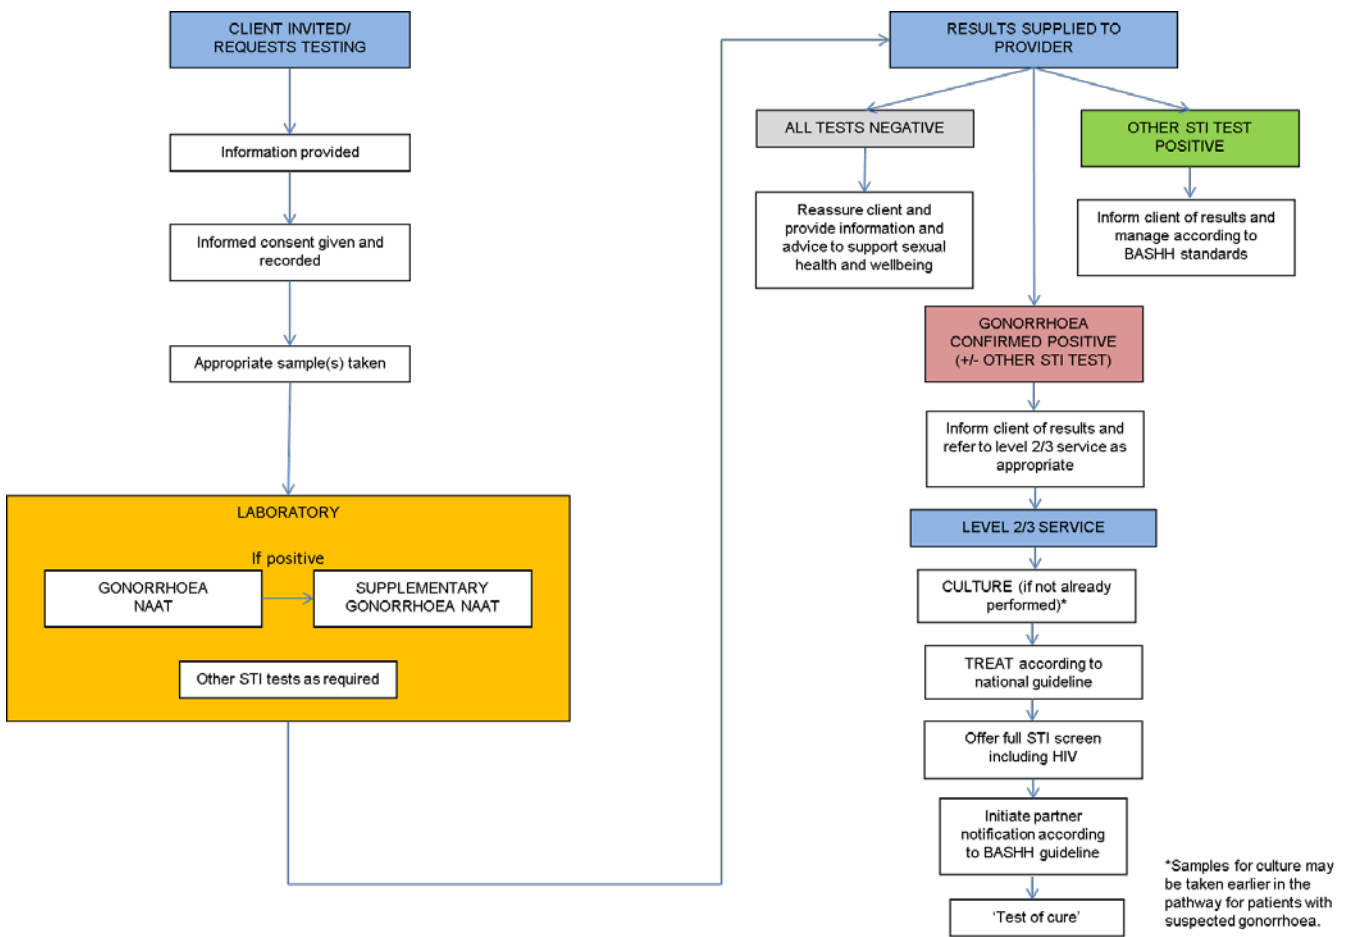 CLIENT INVITED/
REQUESTS TESTING
Information provided
Informed consent given and
recorded
Appropriate sample(s) taken
LABORATORY
If positive
GONORRHOEA
NAAT
SUPPLEMENTARY
GONORRHOEA NAAT
Other STI tests as required
RESULTS SUPPLIED TO
PROVIDER
ALL TESTS NEGATIVE
Reassure client and
provide information and
advice to support sexual
health and wellbeing
OTHER STI TEST
POSITIVE
Inform client of results and
manage according to
BASHH standards
GONORRHOEA
CONFIRMED POSITIVE
(+/- OTHER STI TEST)
Inform client of results and
refer to level 2/3 service as
appropriate
LEVEL 2/3 SERVICE
CULTURE (if not already
performed)*
TREAT according to
national guideline
Offer full STI screen
including HIV
Initiate partner
notification according
to BASHH guideline
'Test of cure'
*Samples for culture may
be taken earlier in the
pathway for patients with
suspected gonorrhoea.